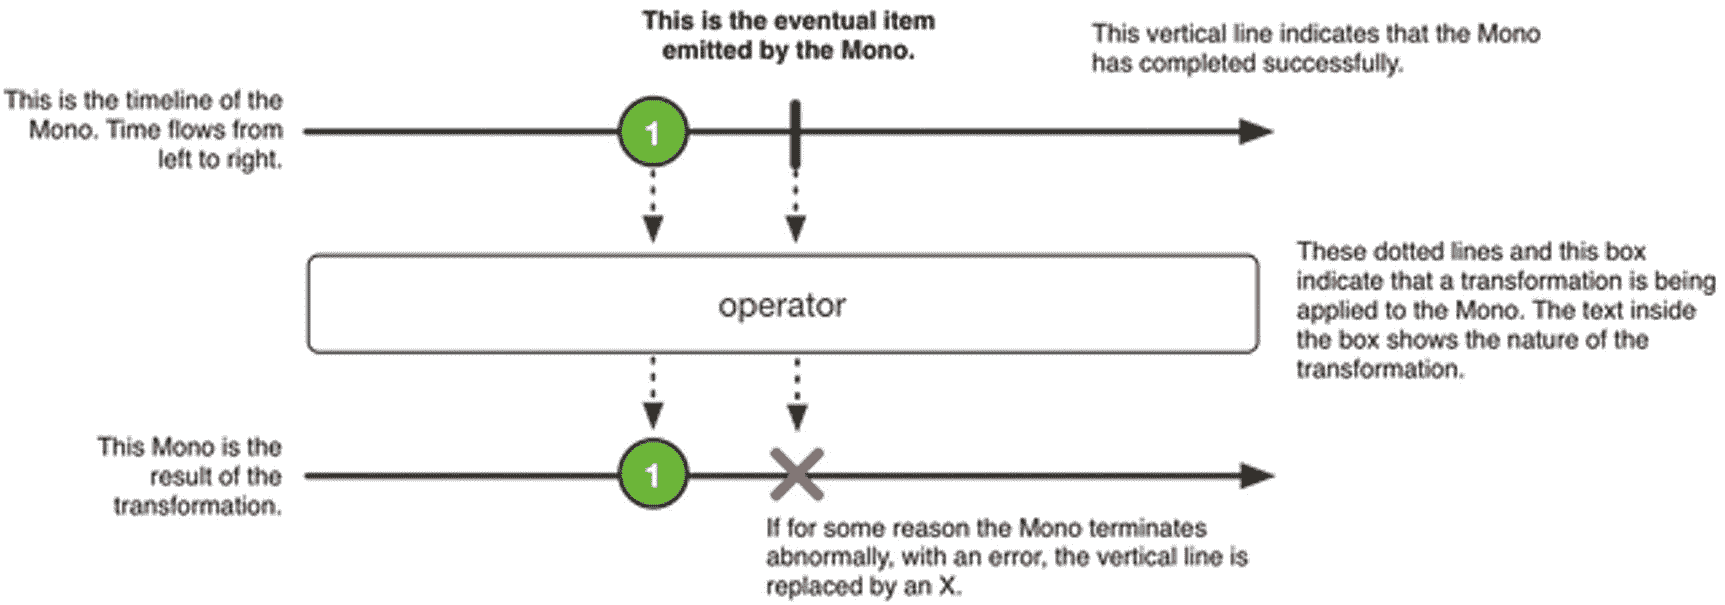 This is the eventual item
emitted by the Mono.
This vertical line indicates that the Mono
has completed successfully.
This is the timeline of the
Mono. Time flows from
left to right.
1
operator
These dotted lines and this box
indicate that a transformation is being
applied to the Mono. The text inside
the box shows the nature of the
transformation.
This Mono is the
result of the
transformation.
1
If for some reason the Mono terminates
abnormally, with an error, the vertical line is
replaced by an X.